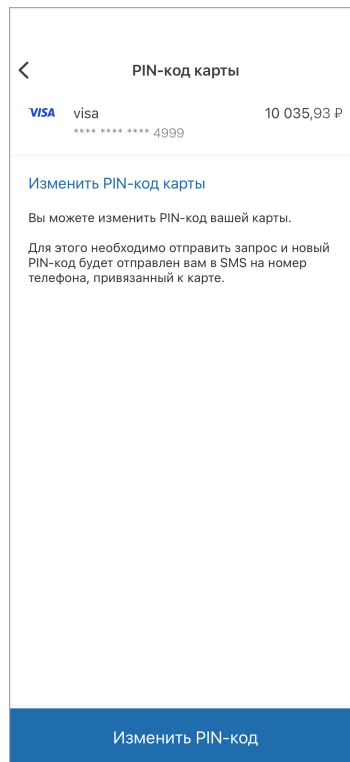 PIN-код карты
VISA visa 10 035,93 ₽
**** **** **** 4999
Изменить PIN-код карты
Вы можете изменить PIN-код вашей карты.
Для этого необходимо отправить запрос и новый
PIN-код будет отправлен вам в SMS на номер
телефона, привязанный к карте.
Изменить PIN-код